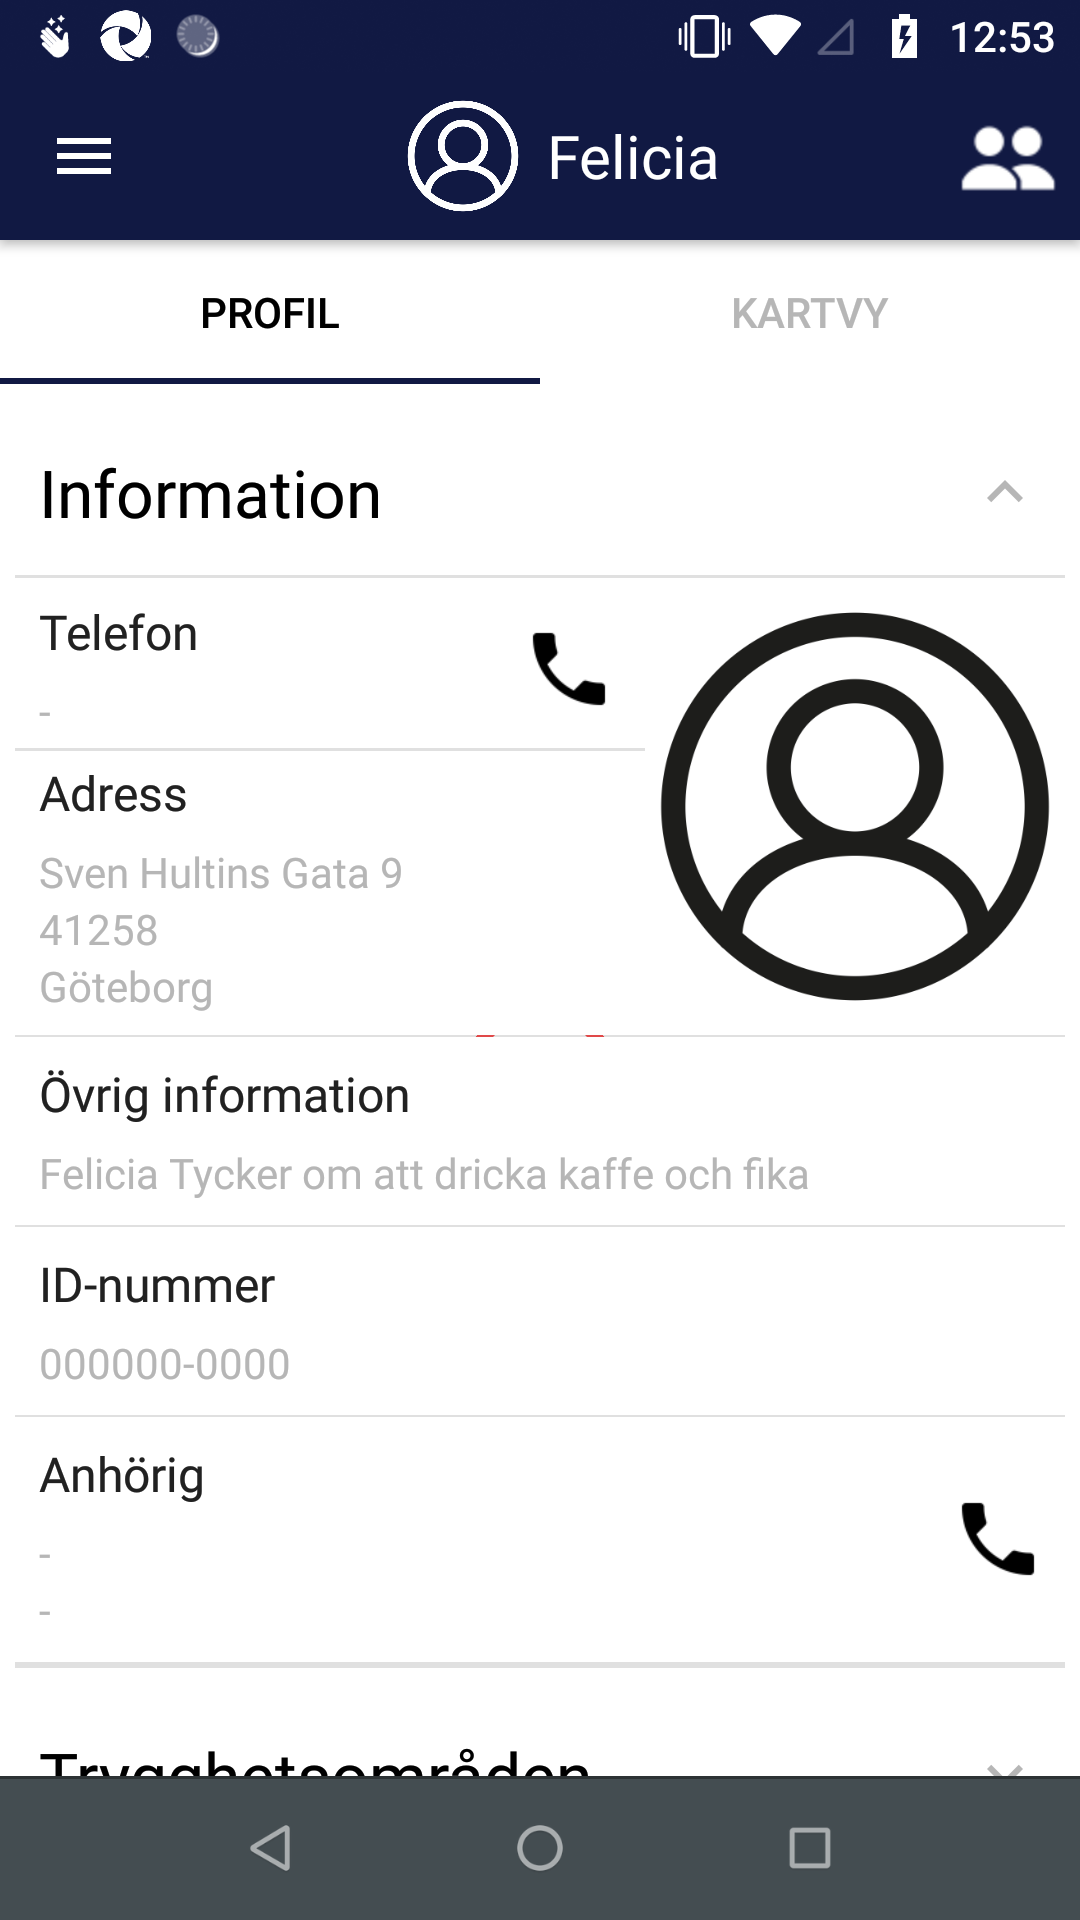 12:53
Felicia
PROFIL
KARTVY
Information
Telefon
-
Adress
Sven Hultins Gata 9
41258
Göteborg
Övrig information
Felicia Tycker om att dricka kaffe och fika
ID-nummer
000000-0000
Anhörig
-
-
Trygghetsområden